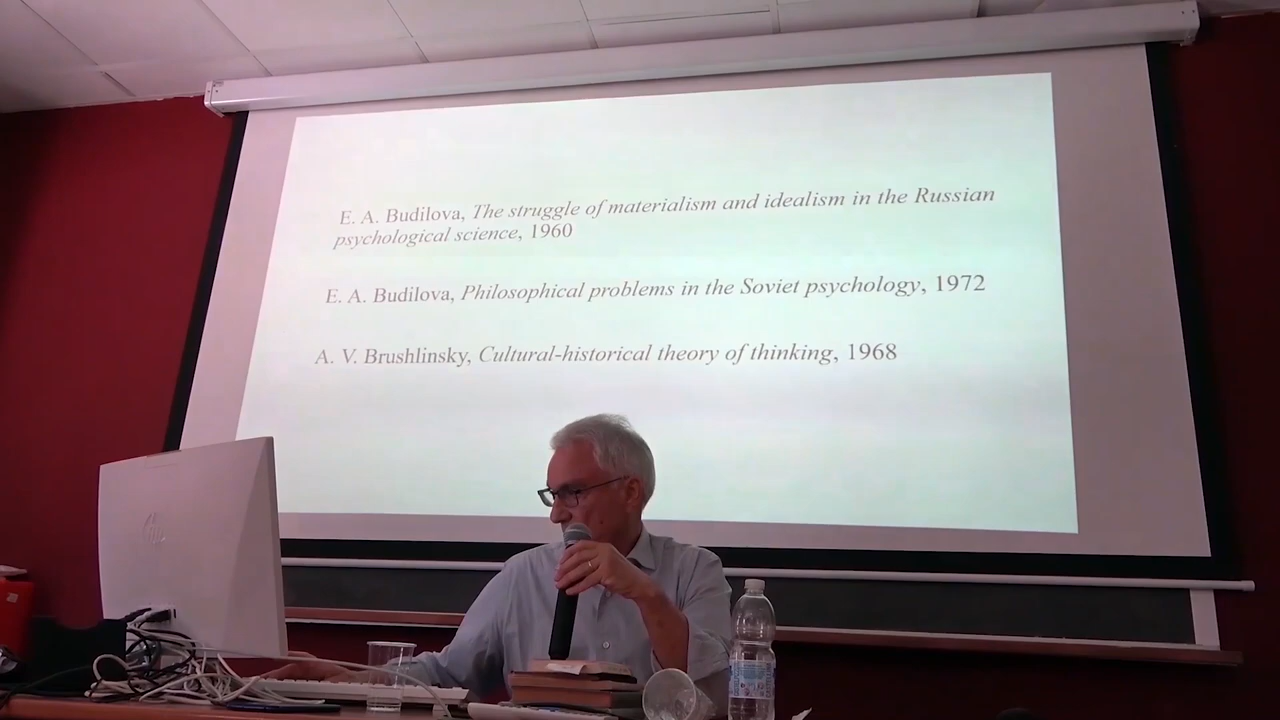 E. A. Budilova, The struggle of materialism and idealism in the Russian
psychological science, 1960
E. A. Budilova, Philosophical problems in the Soviet psychology, 1972
A. V. Brushlinsky, Cultural-historical theory of thinking, 1968
hp